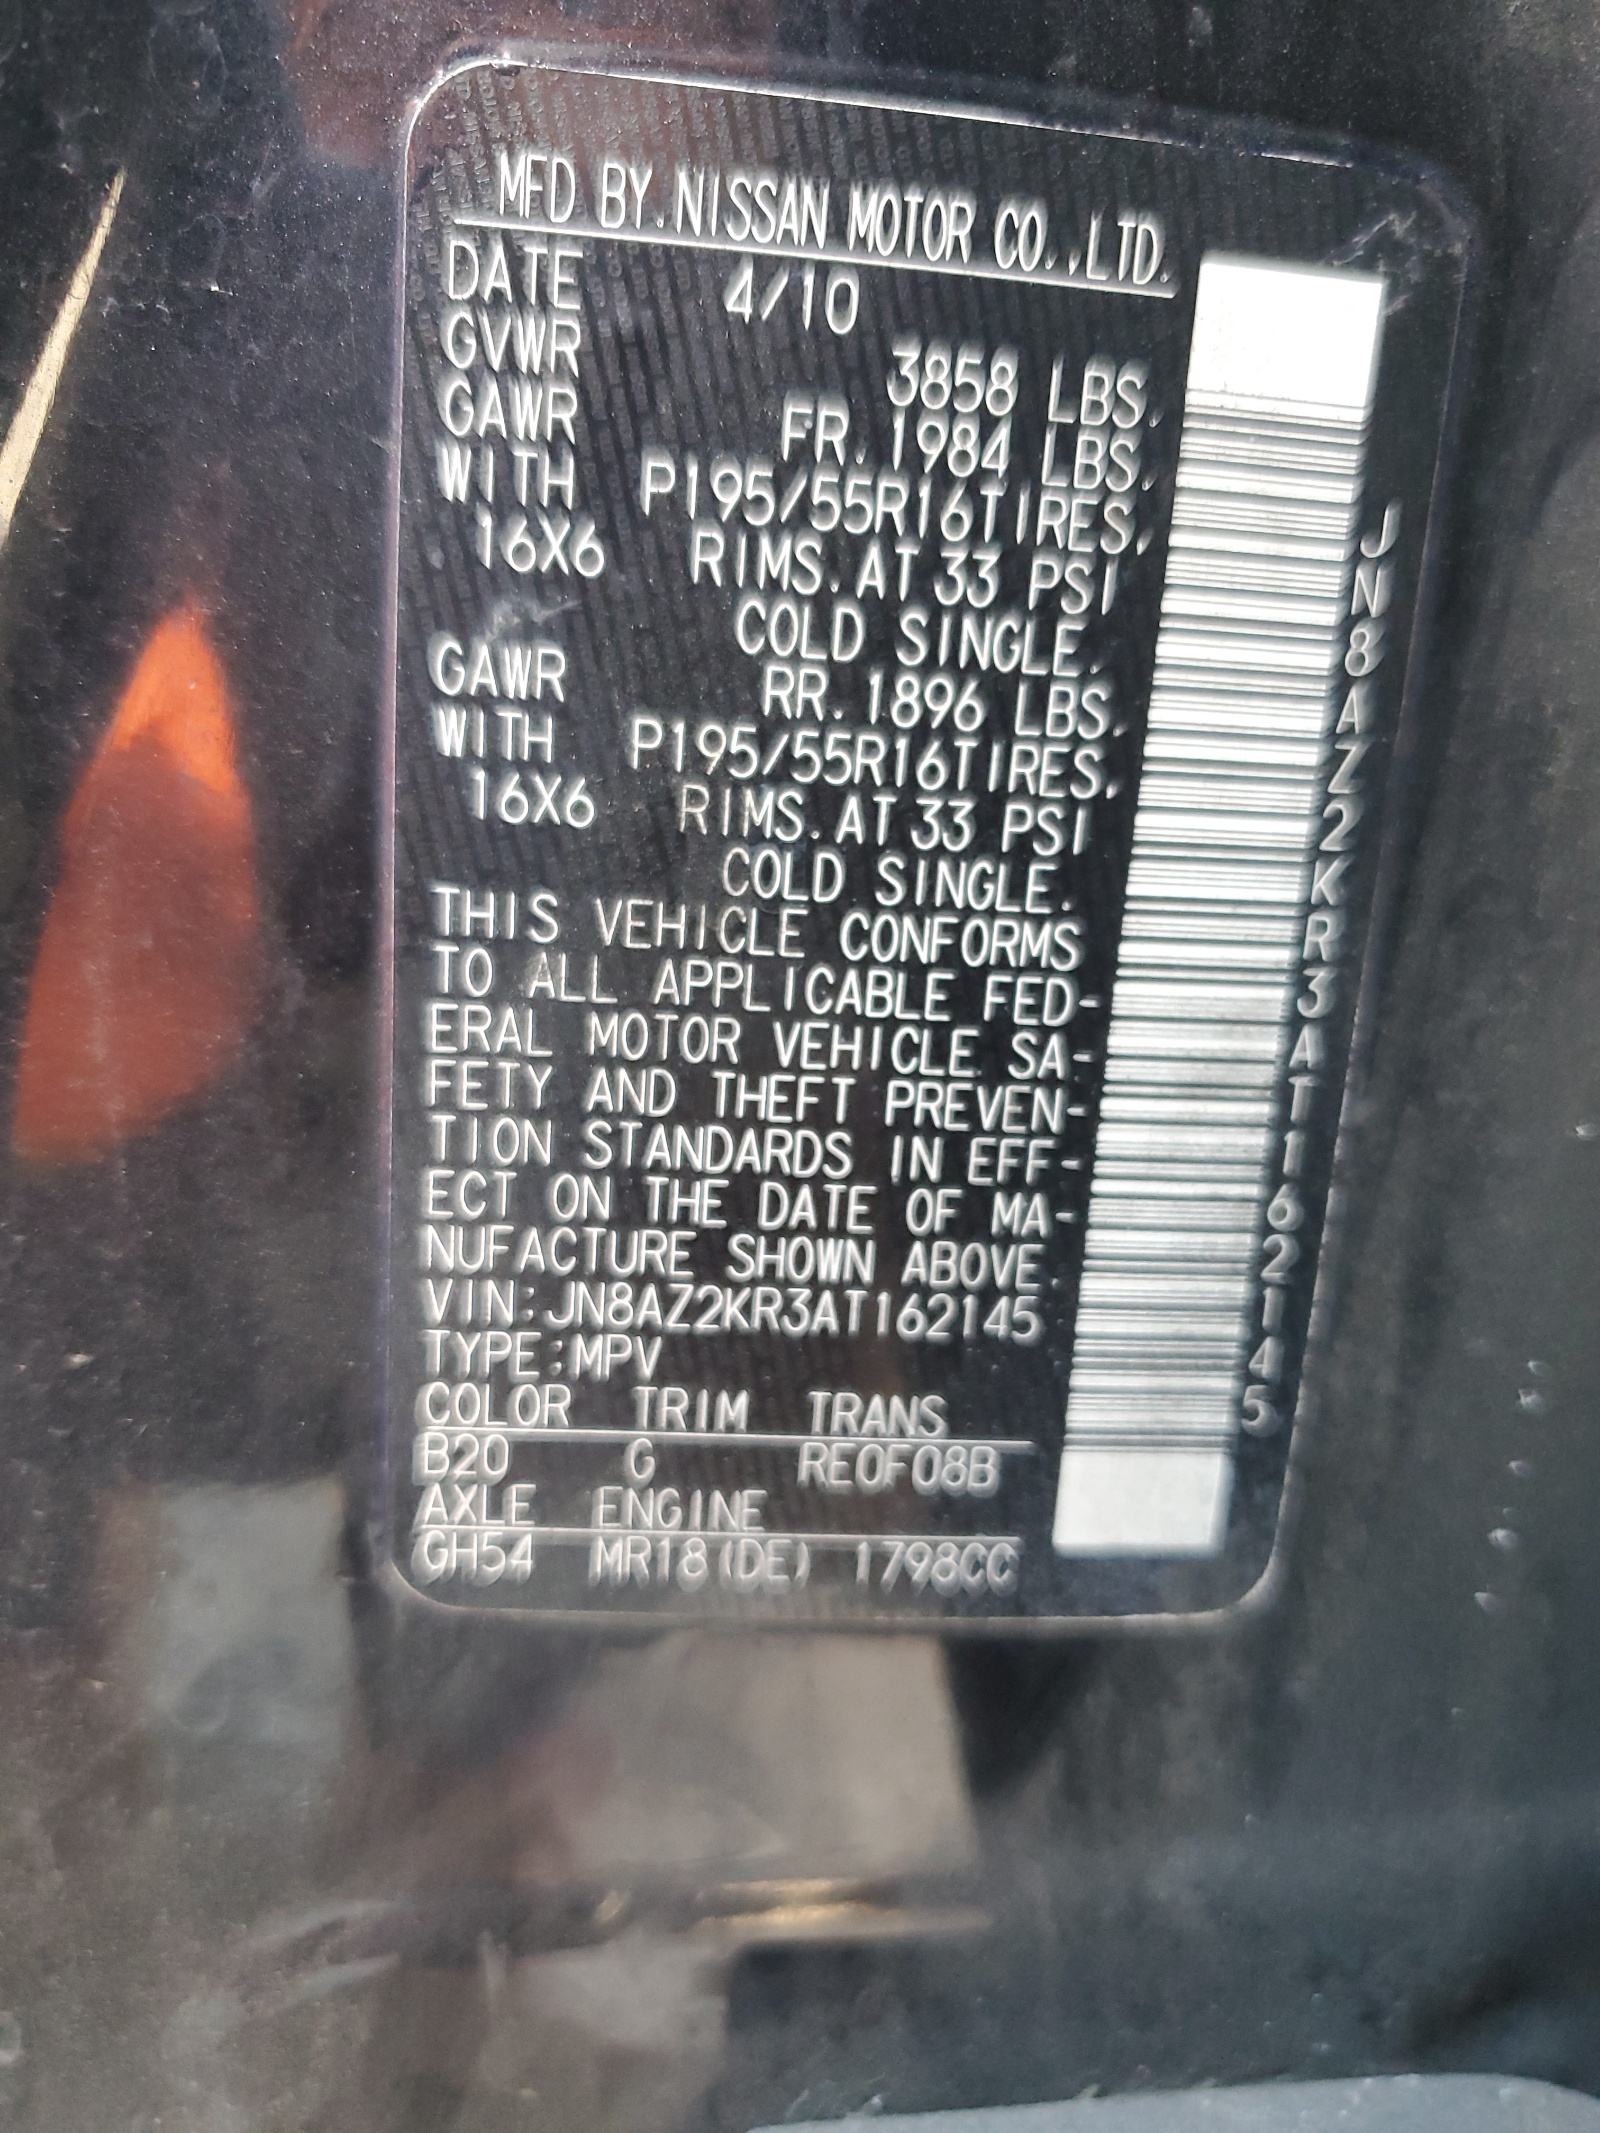 MFD BY.NISSAN MOTOR CO.,LTD.
DATE 4/10
GVWR 3858 LBS.
GAWR FR. 1984 LBS.
WITH P195/55R16TIRES.
16X6 RIMS.AT 33 PSI
COLD SINGLE.
GAWR RR. 1896 LBS.
WITH P195/55R16TIRES.
16X6 RIMS.AT 33 PSI
COLD SINGLE.
THIS VEHICLE CONFORMS
TO ALL APPLICABLE FED-
ERAL MOTOR VEHICLE SA-
FETY AND THEFT PREVEN-
TION STANDARDS IN EFF-
ECT ON THE DATE OF MA-
NUFACTURE SHOWN ABOVE.
VIN:JN8AZ2KR3AT162145
TYPE:MPV
COLOR TRIM TRANS
B20 G RE0F08B
AXLE ENGINE
GH54 MR18(DE) 1798CC
JN8AZ2KR3AT162145